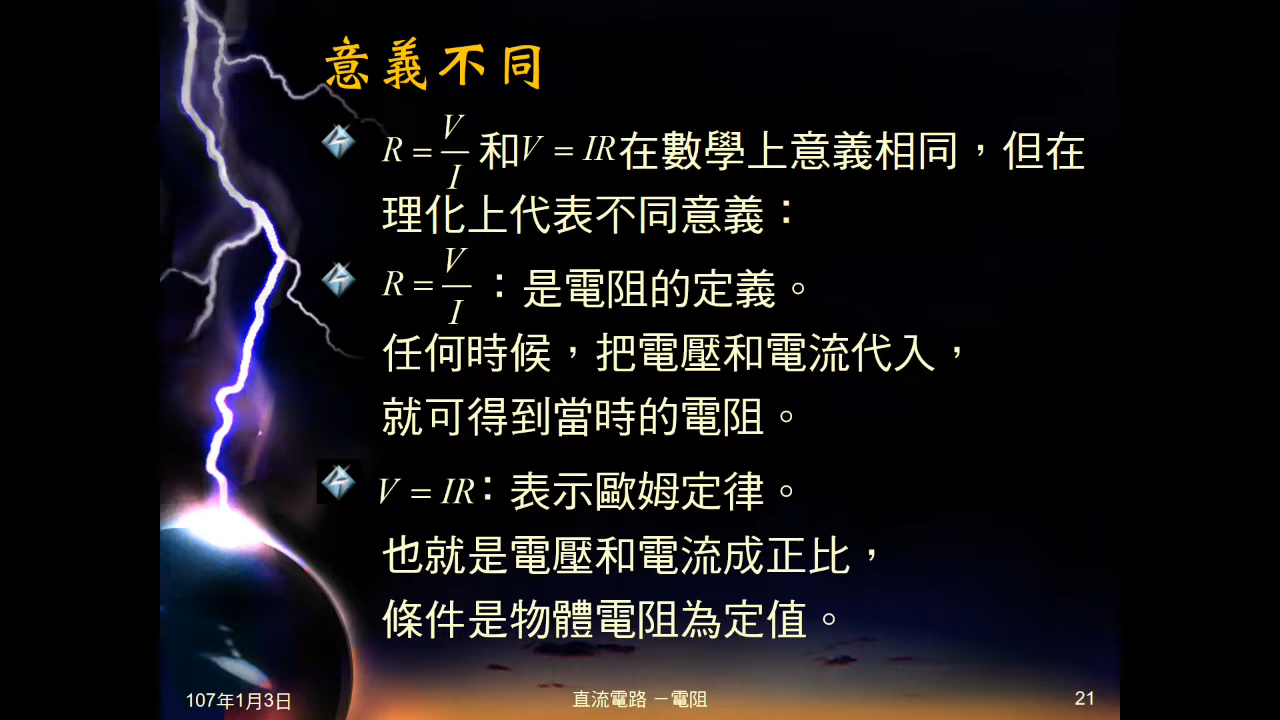 意義不同
R = V/I 和V = IR在數學上意義相同，但在
理化上代表不同意義：
R = V/I ：是電阻的定義。
任何時候，把電壓和電流代入，
就可得到當時的電阻。
V = IR：表示歐姆定律。
也就是電壓和電流成正比，
條件是物體電阻為定值。
107年1月3日
直流電路 －電阻
21